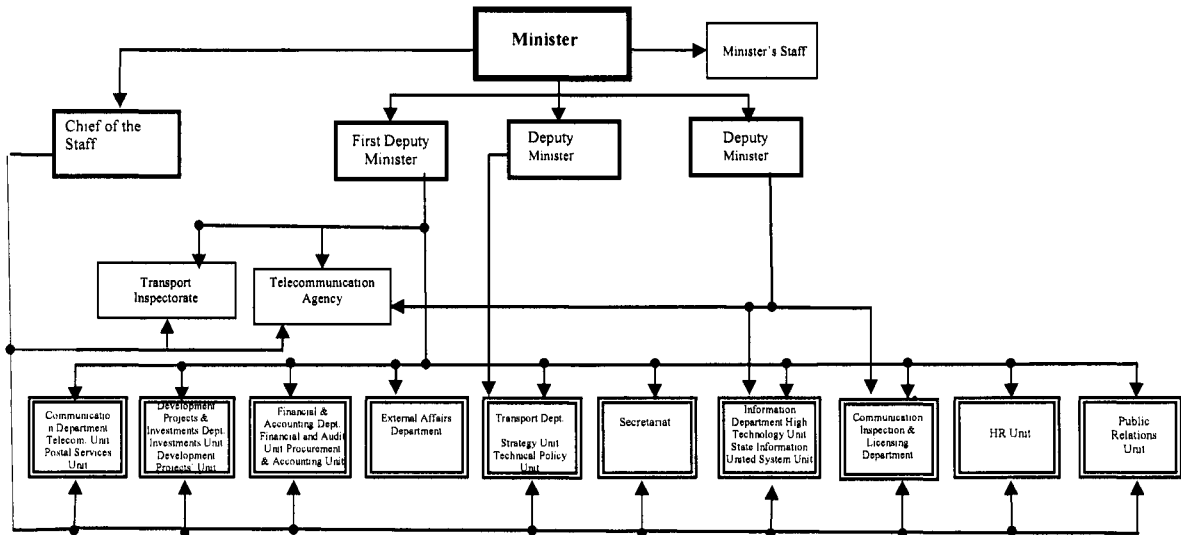 Minister
Minister's Staff
Chief of the
Staff
First Deputy
Minister
Deputy
Minister
Deputy
Minister
Transport
Inspectorate
Telecommunication
Agency
Communicatio
n Department
Telecom. Unit
Postal Services
Unit
Development
Projects &
Investments Dept.
Investments Unit
Development
Projects' Unit
Financial &
Accounting Dept.
Financial and Audit
Unit Procurement
& Accounting Unit
External Affairs
Department
Transport Dept.
Strategy Unit
Technical Policy
Unit
Secretariat
Information
Department High
Technology Unit
State Information
United System Unit
Communication
Inspection &
Licensing
Department
HR Unit
Public
Relations
Unit